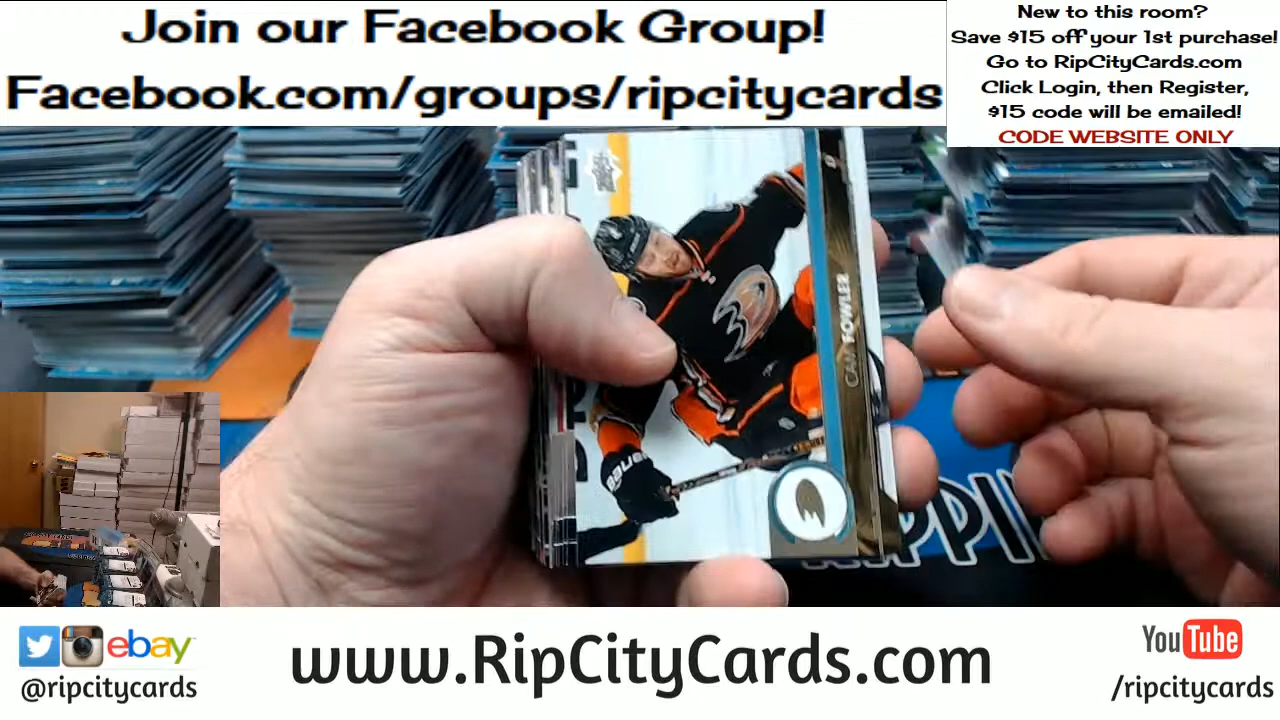 Join our Facebook Group!
Facebook.com/groups/ripcitycards
New to this room?
Save $15 off your 1st purchase!
Go to RipCityCards.com
Click Login, then Register,
$15 code will be emailed!
CODE WEBSITE ONLY
CAM FOWLER
ebay
@ripcitycards
www.RipCityCards.com
YouTube
/ripcitycards